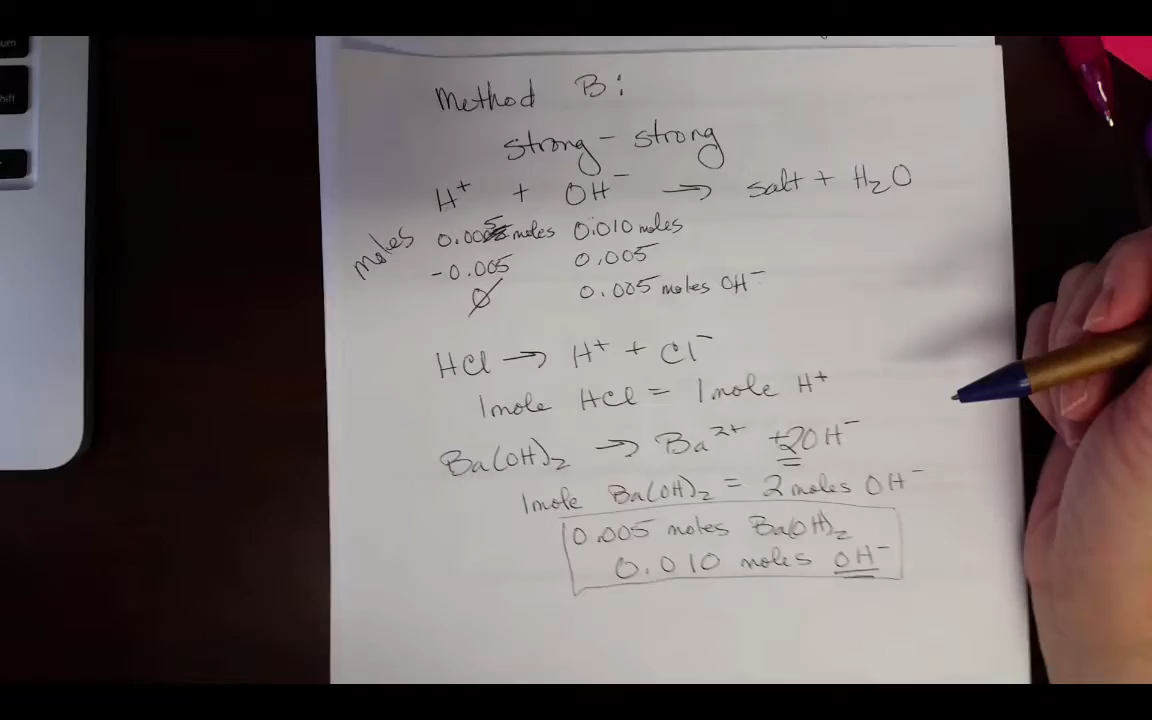 Method B:
strong - strong
H⁺ + OH⁻ → salt + H₂O
moles 0.005 moles 0.010 moles
-0.005 0.005
∅ 0.005 moles OH⁻
HCl → H⁺ + Cl⁻
1 mole HCl = 1 mole H⁺
Ba(OH)₂ → Ba²⁺ + 2OH⁻
1 mole Ba(OH)₂ = 2 moles OH⁻
0.005 moles Ba(OH)₂
0.010 moles OH⁻